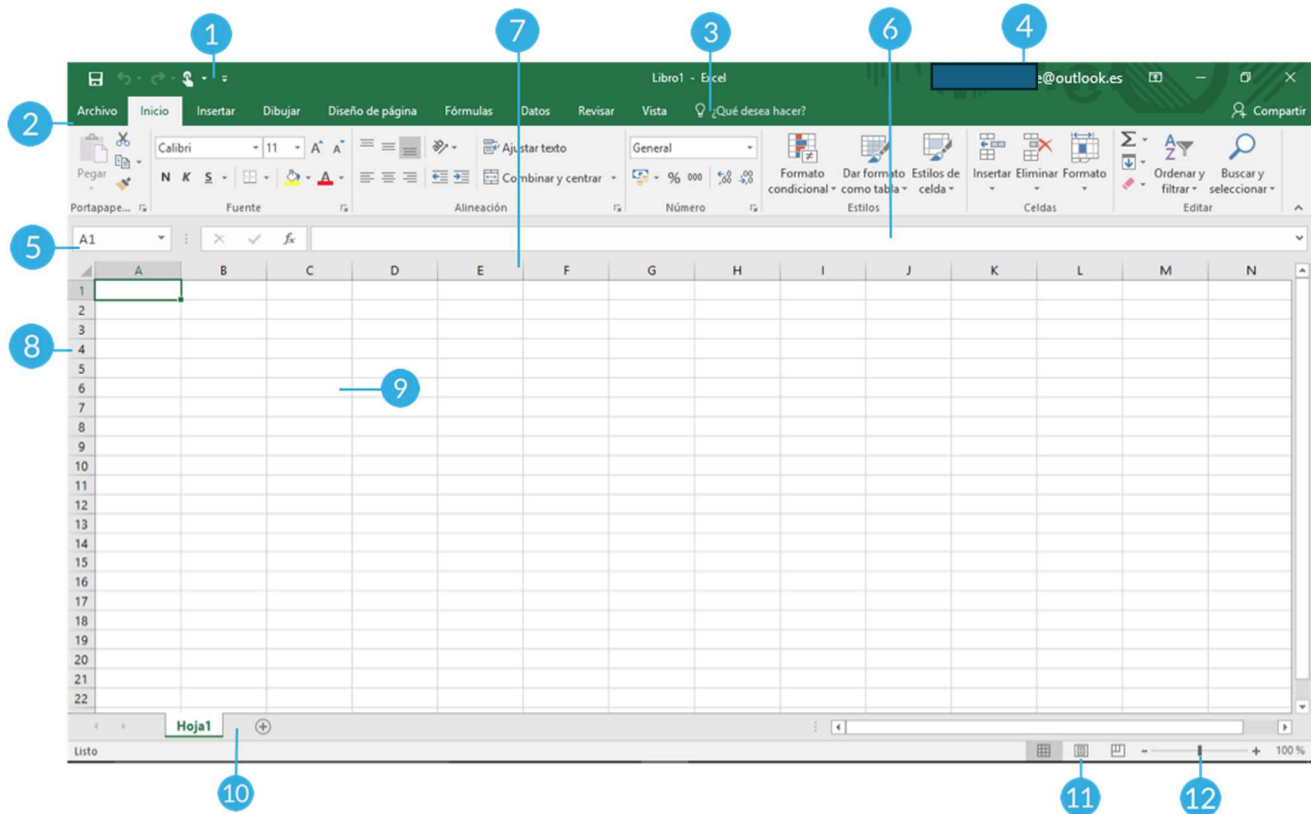 1 7 3 6 4
Libro1 - Excel e@outlook.es
2 Archivo Inicio Insertar Dibujar Diseño de página Fórmulas Datos Revisar Vista ¿Qué desea hacer? Compartir
Calibri 11 A A Ajustar texto General Σ A Z
Pegar N K S A Combinar y centrar % 000 Formato condicional Dar formato como tabla Estilos de celda Insertar Eliminar Formato Ordenar y filtrar Buscar y seleccionar
Portapape... Fuente Alineación Número Estilos Celdas Editar
5 A1 fx
A B C D E F G H I J K L M N
1
2
3
8 4
5
6 9
7
8
9
10
11
12
13
14
15
16
17
18
19
20
21
22
Hoja1
Listo 100 %
10 11 12